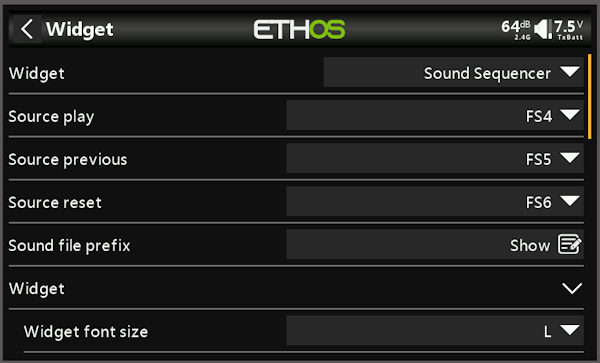 Widget
ETHOS
64dB
2.4G
7.5V
TxBatt
Widget Sound Sequencer
Source play FS4
Source previous FS5
Source reset FS6
Sound file prefix Show
Widget
Widget font size L